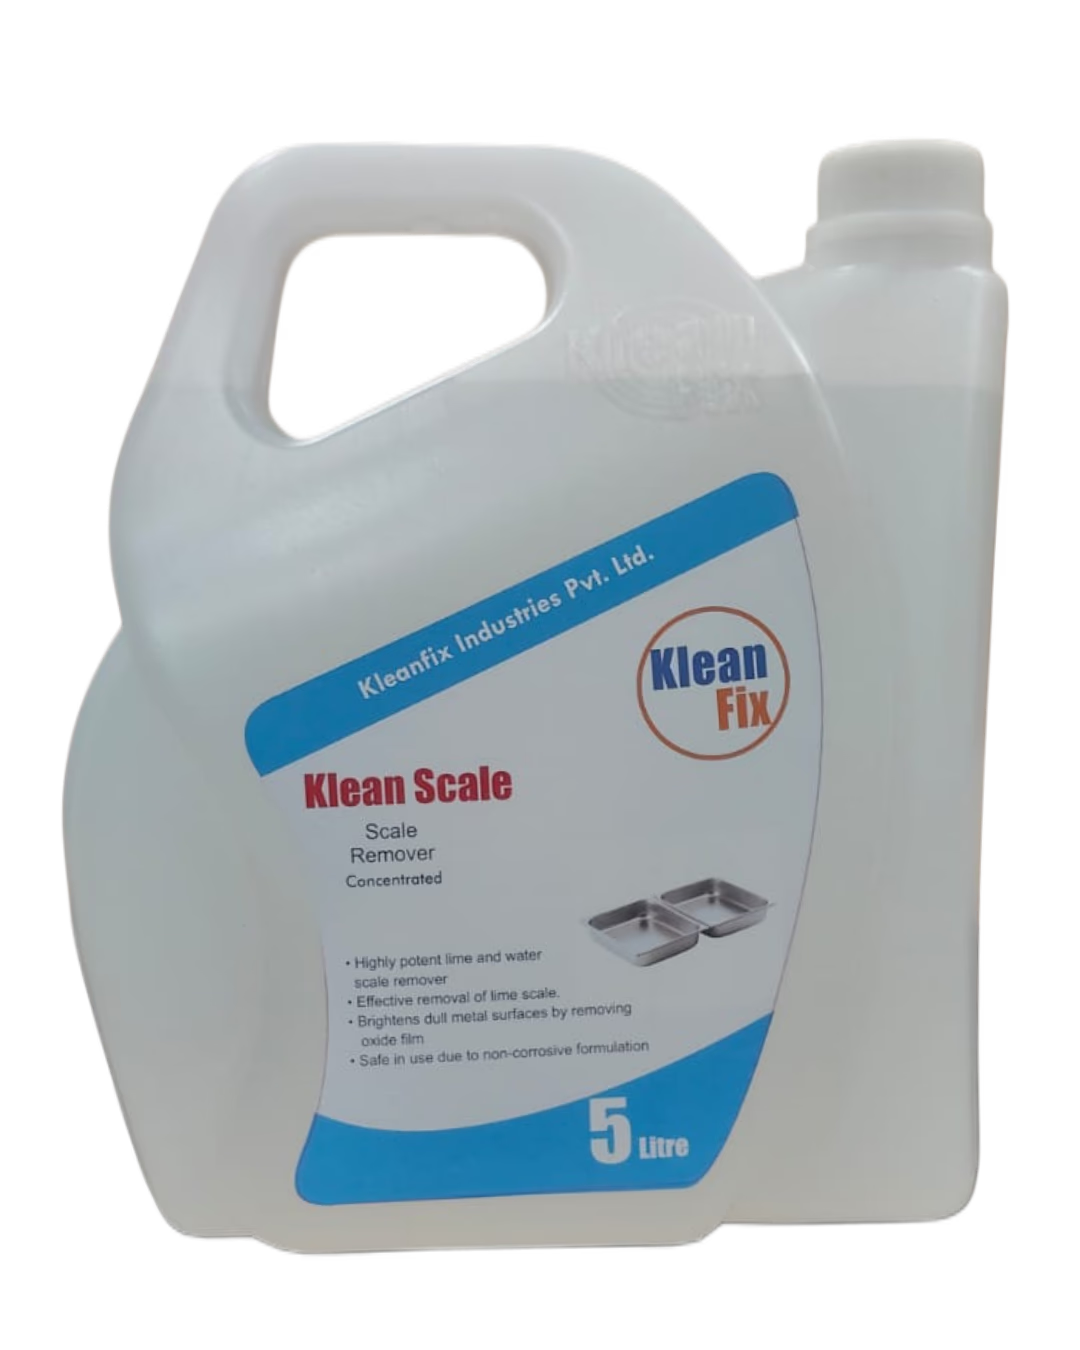 Klean
Kleanfix Industries Pvt. Ltd.
Klean
Fix
Klean Scale
Scale
Remover
Concentrated
• Highly potent lime and water
scale remover
• Effective removal of lime scale.
• Brightens dull metal surfaces by removing
oxide film
• Safe in use due to non-corrosive formulation
5 Litre